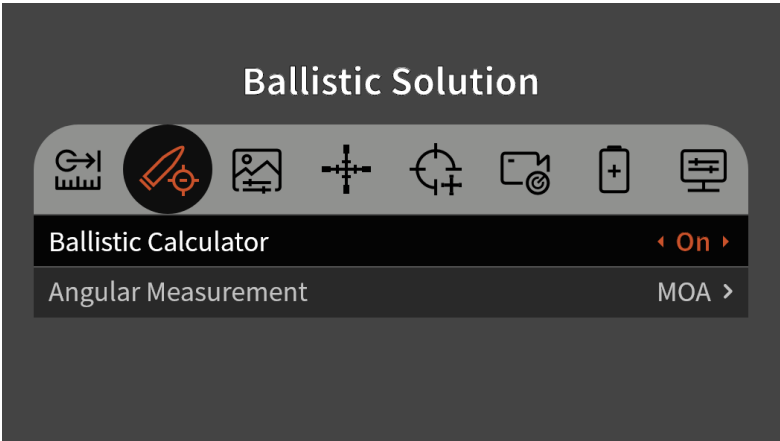 Ballistic Solution
Ballistic Calculator On
Angular Measurement MOA